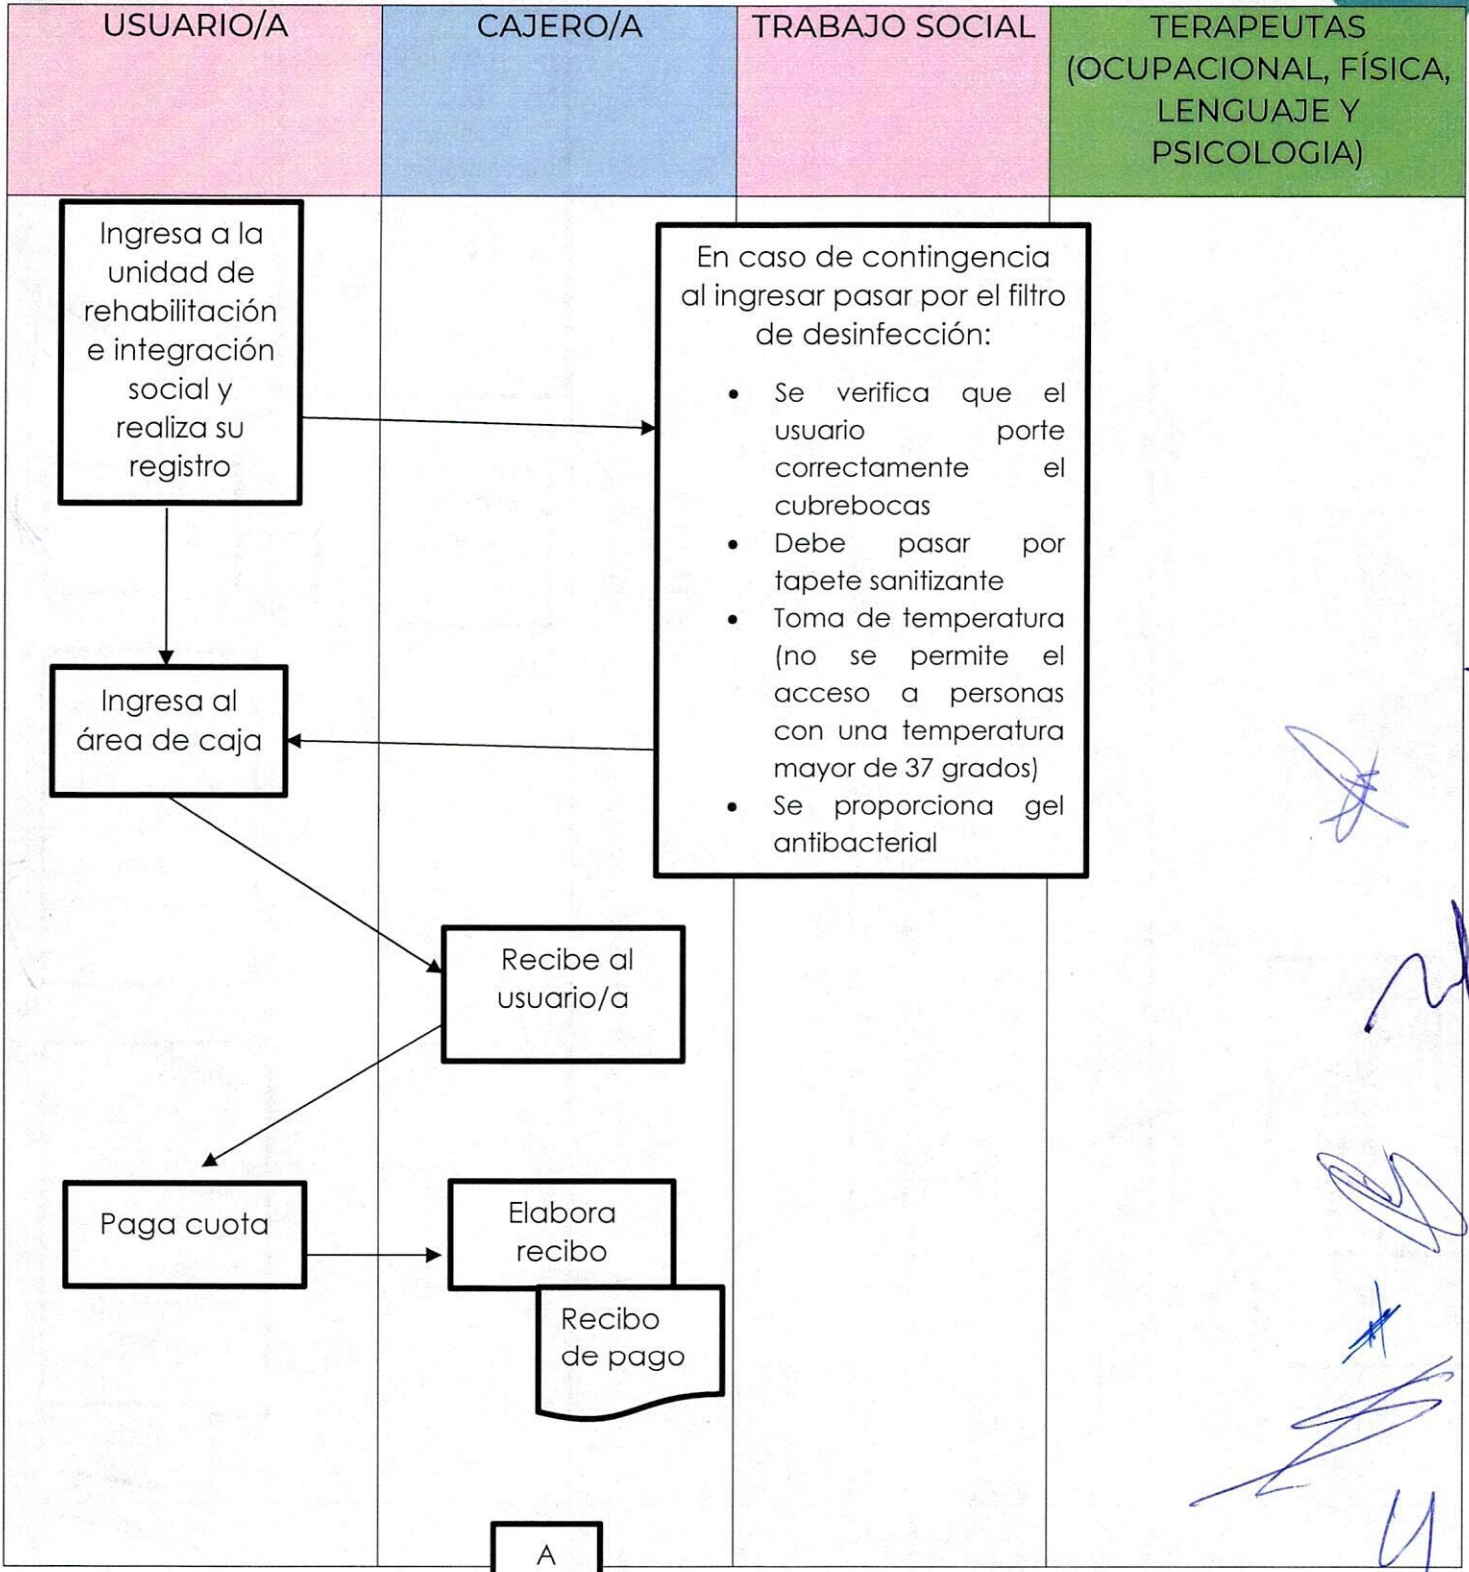 USUARIO/A
CAJERO/A
TRABAJO SOCIAL
TERAPEUTAS
(OCUPACIONAL, FÍSICA,
LENGUAJE Y
PSICOLOGIA)
Ingresa a la
unidad de
rehabilitación
e integración
social y
realiza su
registro
En caso de contingencia
al ingresar pasar por el filtro
de desinfección:
• Se verifica que el
usuario porte
correctamente el
cubrebocas
• Debe pasar por
tapete sanitizante
• Toma de temperatura
(no se permite el
acceso a personas
con una temperatura
mayor de 37 grados)
• Se proporciona gel
antibacterial
Ingresa al
área de caja
Recibe al
usuario/a
Paga cuota
Elabora
recibo
Recibo
de pago
A